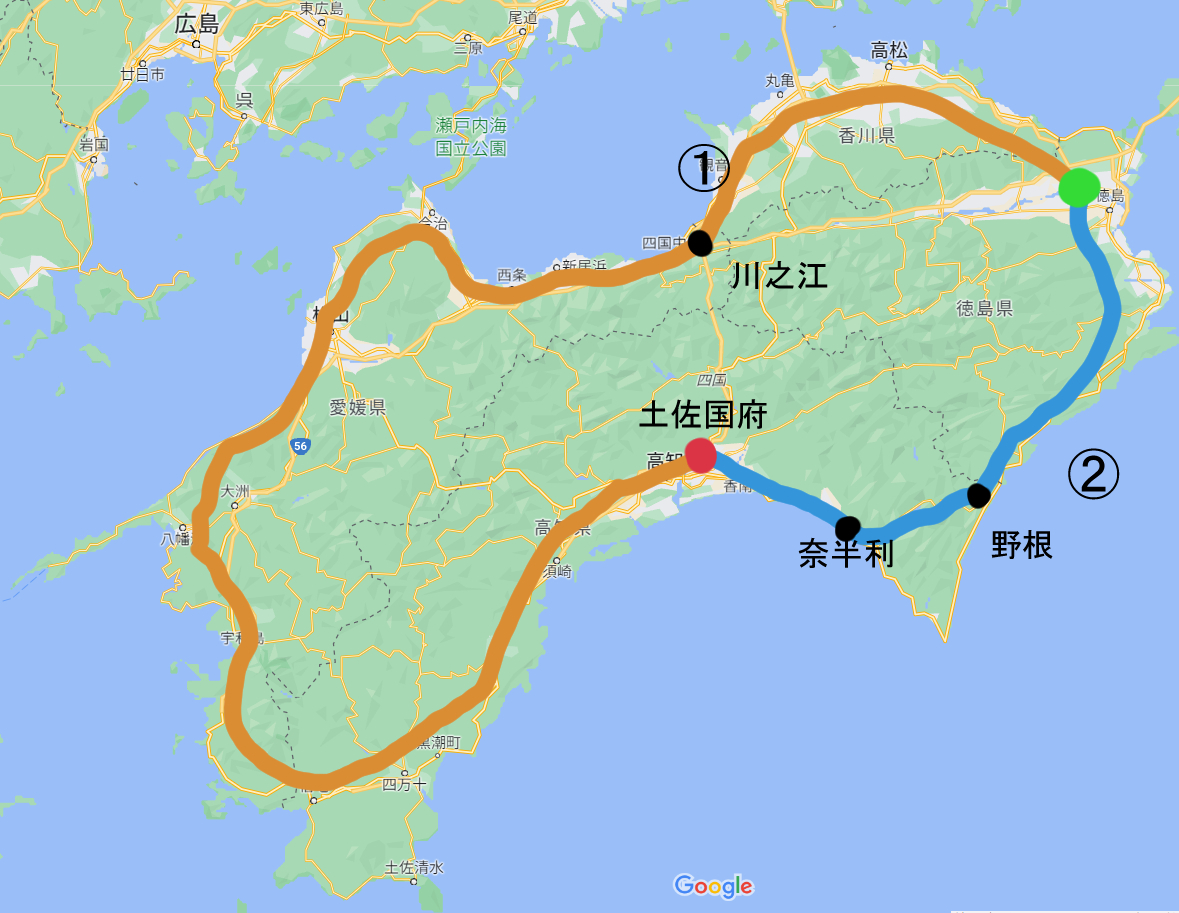 東広島
尾道
広島
三原
高松
廿日市
丸亀
呉
瀬戸内海
国立公園
香川県
岩国
①
観音
徳島
今治
四国中
川之江
新居浜
西条
徳島県
四国
愛媛県
土佐国府
56
高知
②
大洲
香南
高知県
八幡
奈半利
野根
須崎
宇和島
黒潮町
四万十
土佐清水
Google